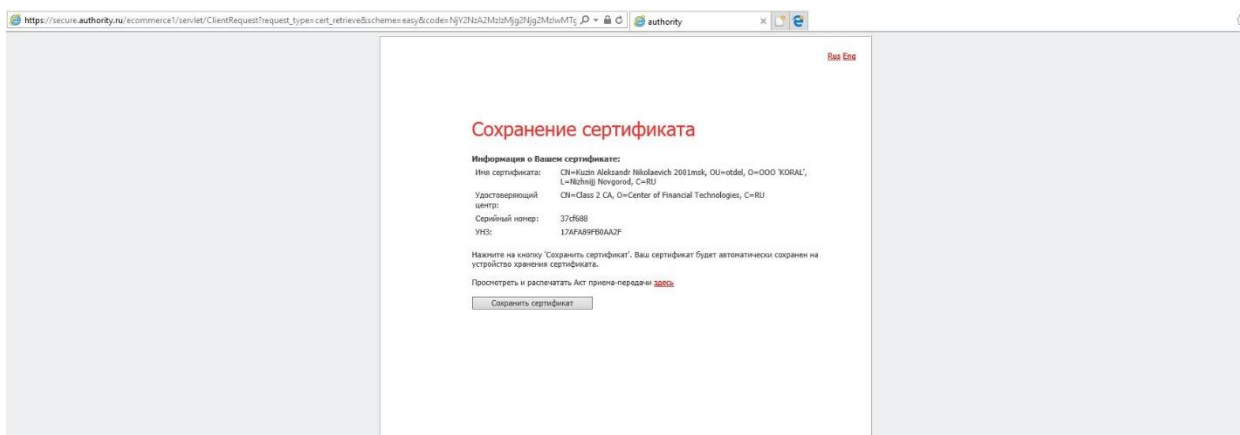 https://secure.authority.ru/ecommerce1/servlet/ClientRequest?request_type=cert_retrieve&scheme=easy&code=NjY2NzA2MzIzMjg2Njg2MzIwMTg
authority
Rus Eng
Сохранение сертификата
Информация о Вашем сертификате:
Имя сертификата: CN=Kuzin Aleksandr Nikolaevich 2001msk, OU=otdel, O=OOO 'KORAL',
L=Nizhnijj Novgorod, C=RU
Удостоверяющий CN=Class 2 CA, O=Center of Financial Technologies, C=RU
центр:
Серийный номер: 37cf688
УНЗ: 17AFA89FB0AA2F
Нажмите на кнопку 'Сохранить сертификат'. Ваш сертификат будет автоматически сохранен на
устройство хранения сертификата.
Просмотреть и распечатать Акт приема-передачи здесь
Сохранить сертификат